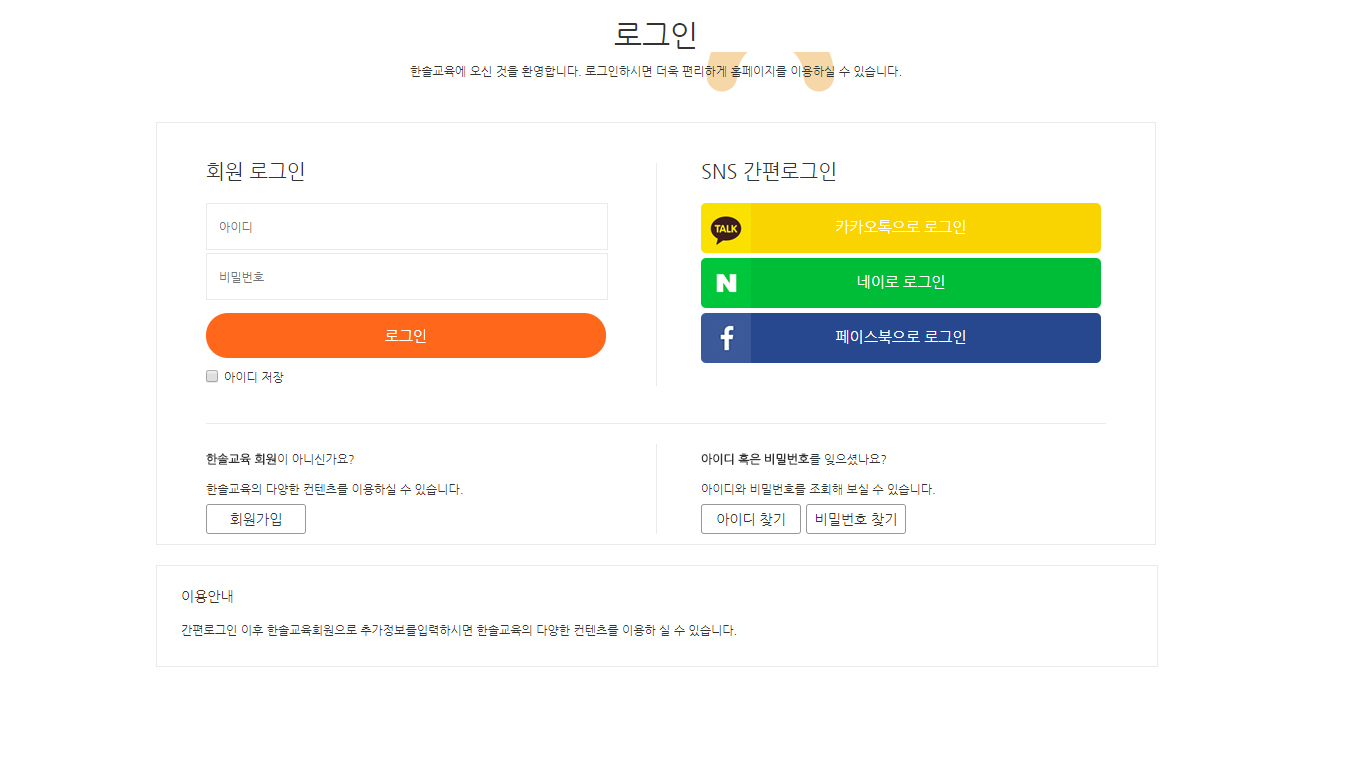 로그인
한솔교육에 오신 것을 환영합니다. 로그인하시면 더욱 편리하게 홈페이지를 이용하실 수 있습니다.
회원 로그인
아이디
비밀번호
로그인
아이디 저장
SNS 간편로그인
TALK
카카오톡으로 로그인
N
네이로 로그인
f
페이스북으로 로그인
한솔교육 회원이 아니신가요?
한솔교육의 다양한 컨텐츠를 이용하실 수 있습니다.
회원가입
아이디 혹은 비밀번호를 잊으셨나요?
아이디와 비밀번호를 조회해 보실 수 있습니다.
아이디 찾기
비밀번호 찾기
이용안내
간편로그인 이후 한솔교육회원으로 추가정보를입력하시면 한솔교육의 다양한 컨텐츠를 이용하 실 수 있습니다.